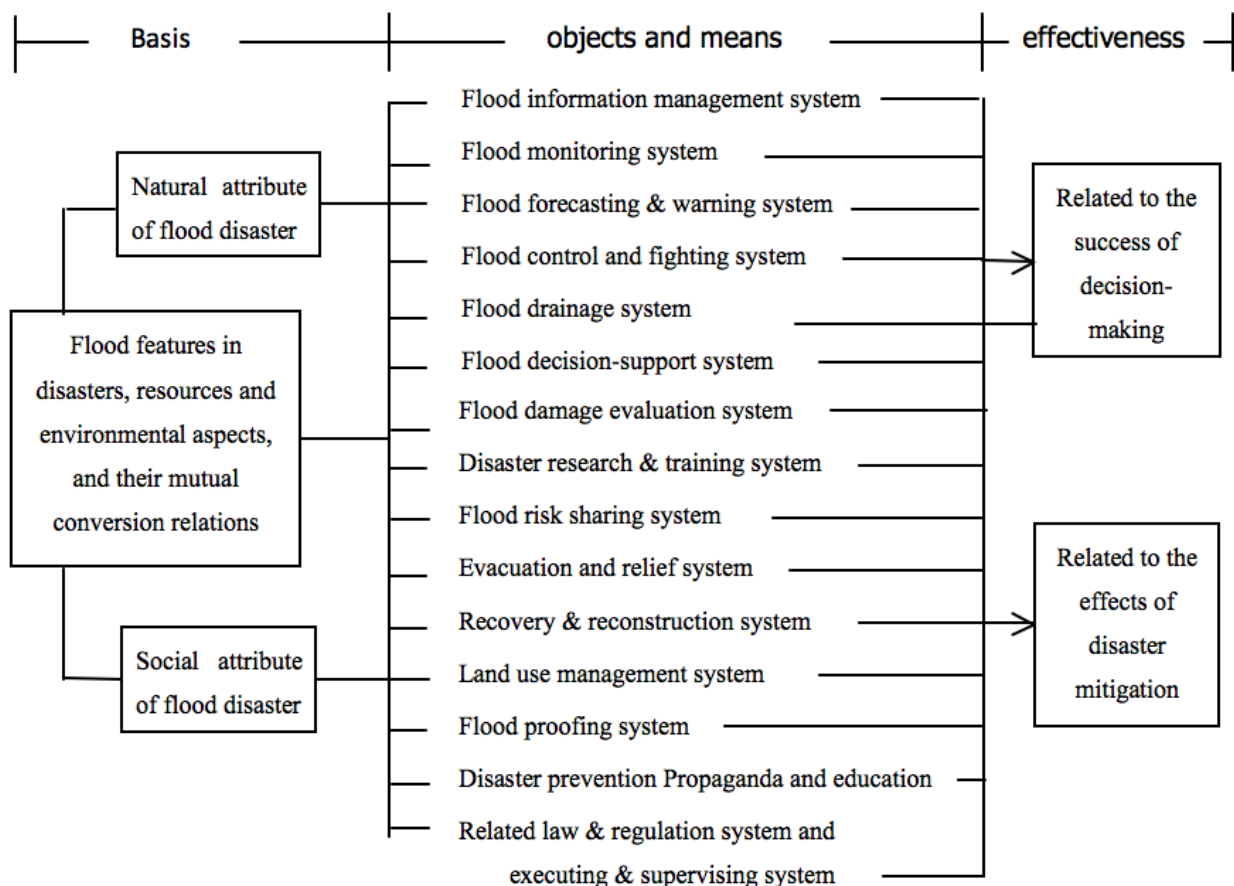 Basis
objects and means
effectiveness
Natural attribute
of flood disaster
Flood features in
disasters, resources and
environmental aspects,
and their mutual
conversion relations
Social attribute
of flood disaster
Flood information management system
Flood monitoring system
Flood forecasting & warning system
Flood control and fighting system
Flood drainage system
Flood decision-support system
Flood damage evaluation system
Disaster research & training system
Flood risk sharing system
Evacuation and relief system
Recovery & reconstruction system
Land use management system
Flood proofing system
Disaster prevention Propaganda and education
Related law & regulation system and
executing & supervising system
Related to the
success of
decision-
making
Related to the
effects of
disaster
mitigation